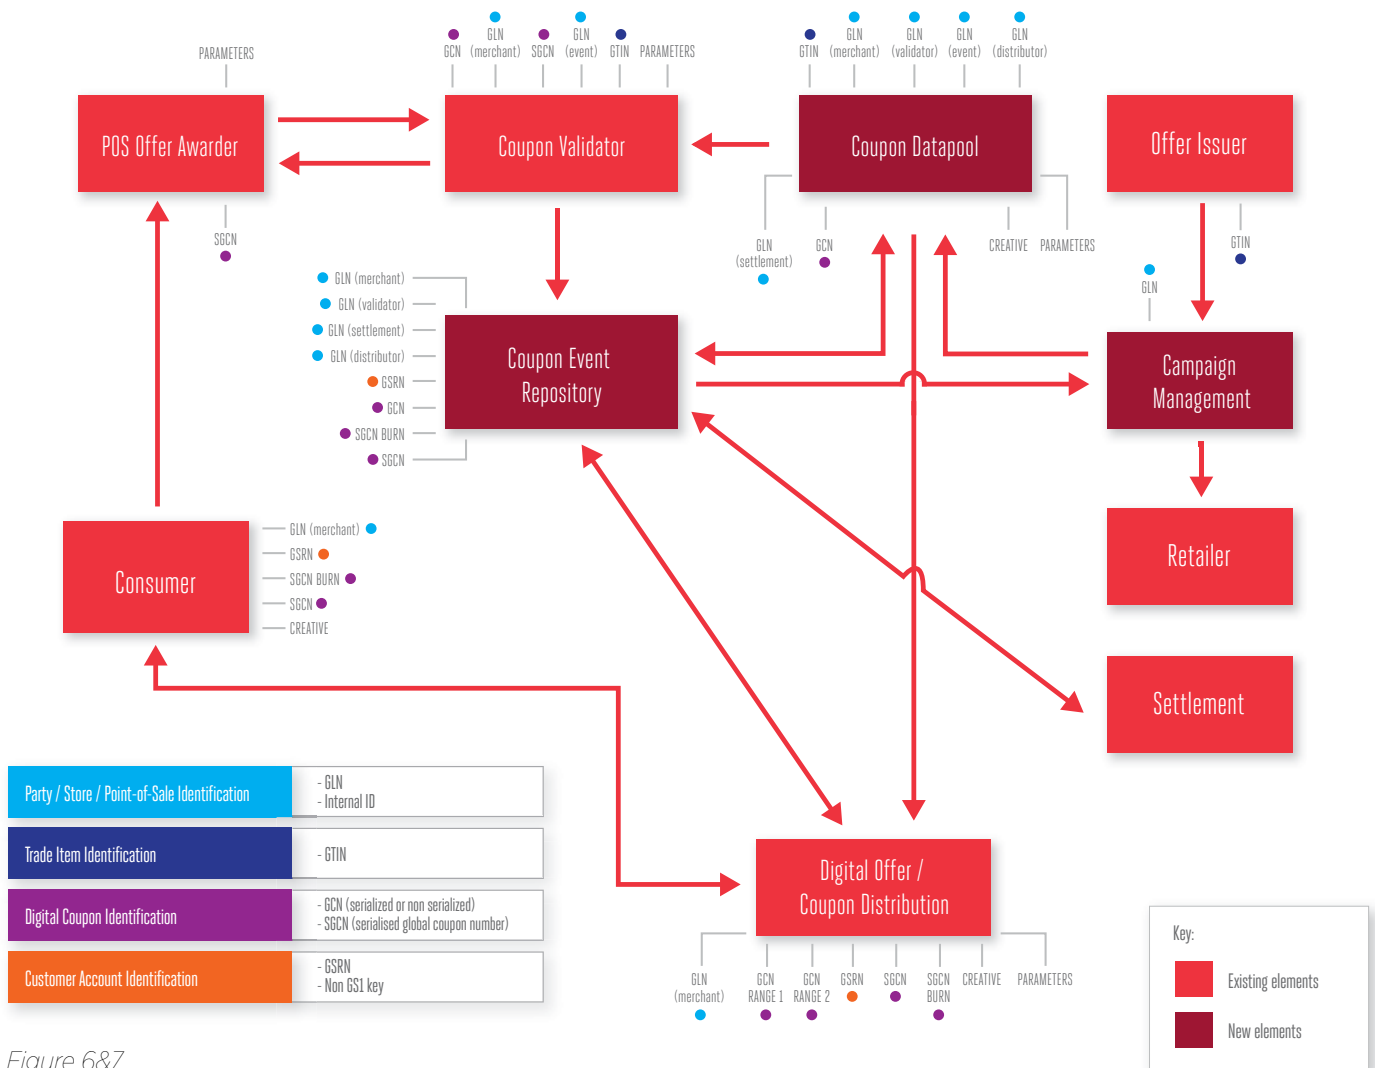 PARAMETERS
GCN
GLN
(merchant)
SGCN
GLN
(event)
GTIN
PARAMETERS
GTIN
GLN
(merchant)
GLN
(validator)
GLN
(event)
GLN
(distributor)
POS Offer Awarder
Coupon Validator
Coupon Datapool
Offer Issuer
SGCN
GLN
(settlement)
GCN
CREATIVE
PARAMETERS
GTIN
GLN
GLN (merchant)
GLN (validator)
GLN (settlement)
GLN (distributor)
GSRN
GCN
SGCN BURN
SGCN
Coupon Event
Repository
Campaign
Management
Consumer
GLN (merchant)
GSRN
SGCN BURN
SGCN
CREATIVE
Retailer
Settlement
Party / Store / Point-of-Sale Identification
- GLN
- Internal ID
Trade Item Identification
- GTIN
Digital Coupon Identification
- GCN (serialized or non serialized)
- SGCN (serialised global coupon number)
Customer Account Identification
- GSRN
- Non GS1 key
Digital Offer /
Coupon Distribution
GLN
(merchant)
GCN
RANGE 1
GCN
RANGE 2
GSRN
SGCN
SGCN
BURN
CREATIVE
PARAMETERS
Key:
Existing elements
New elements
Figure 6&7